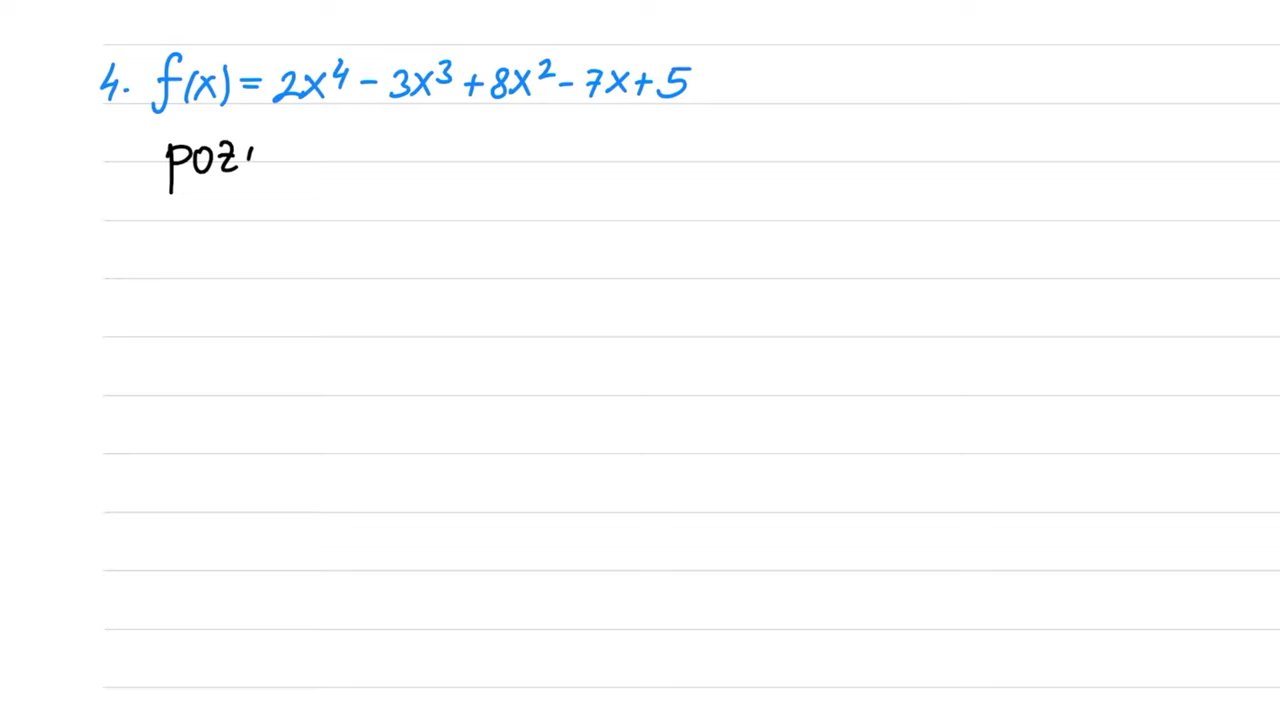 4. f(x) = 2x⁴ - 3x³ + 8x² - 7x + 5
poz